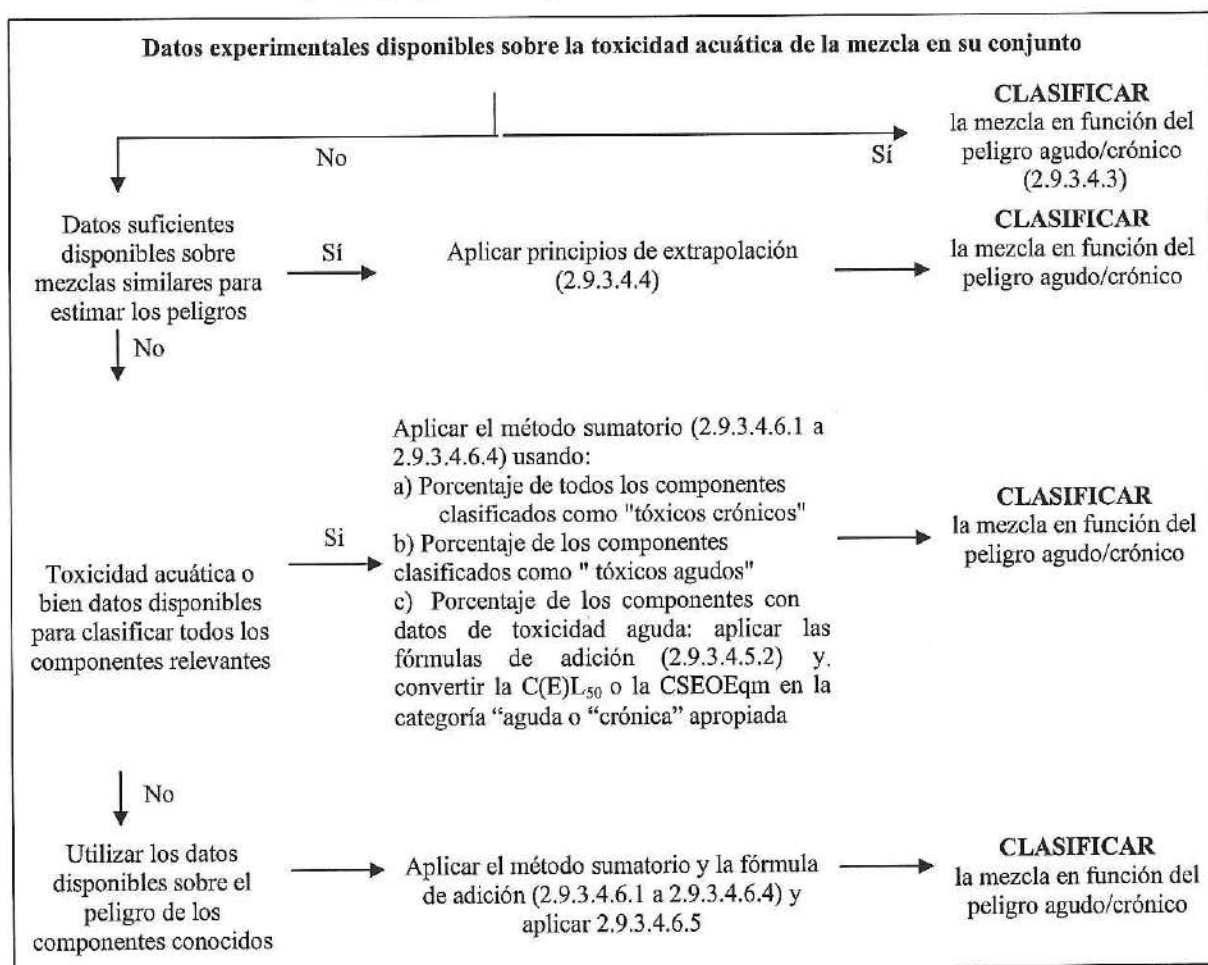 Datos experimentales disponibles sobre la toxicidad acuática de la mezcla en su conjunto
No
Sí
CLASIFICAR
la mezcla en función del
peligro agudo/crónico
(2.9.3.4.3)
Datos suficientes
disponibles sobre
mezclas similares para
estimar los peligros
Sí
Aplicar principios de extrapolación
(2.9.3.4.4)
CLASIFICAR
la mezcla en función del
peligro agudo/crónico
No
Toxicidad acuática o
bien datos disponibles
para clasificar todos los
componentes relevantes
Si
Aplicar el método sumatorio (2.9.3.4.6.1 a
2.9.3.4.6.4) usando:
a) Porcentaje de todos los componentes
clasificados como "tóxicos crónicos"
b) Porcentaje de los componentes
clasificados como " tóxicos agudos"
c) Porcentaje de los componentes con
datos de toxicidad aguda: aplicar las
fórmulas de adición (2.9.3.4.5.2) y.
convertir la C(E)L₅₀ o la CSEOEqm en la
categoría “aguda o “crónica” apropiada
CLASIFICAR
la mezcla en función del
peligro agudo/crónico
No
Utilizar los datos
disponibles sobre el
peligro de los
componentes conocidos
Aplicar el método sumatorio y la fórmula
de adición (2.9.3.4.6.1 a 2.9.3.4.6.4) y
aplicar 2.9.3.4.6.5
CLASIFICAR
la mezcla en función del
peligro agudo/crónico